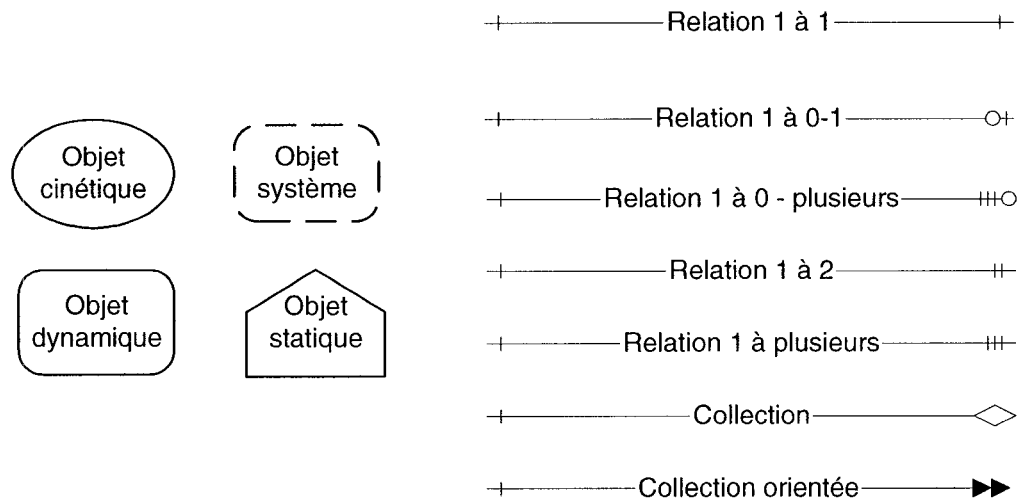 Objet
cinétique
Objet
système
Objet
dynamique
Objet
statique
Relation 1 à 1
Relation 1 à 0-1
Relation 1 à 0 - plusieurs
Relation 1 à 2
Relation 1 à plusieurs
Collection
Collection orientée